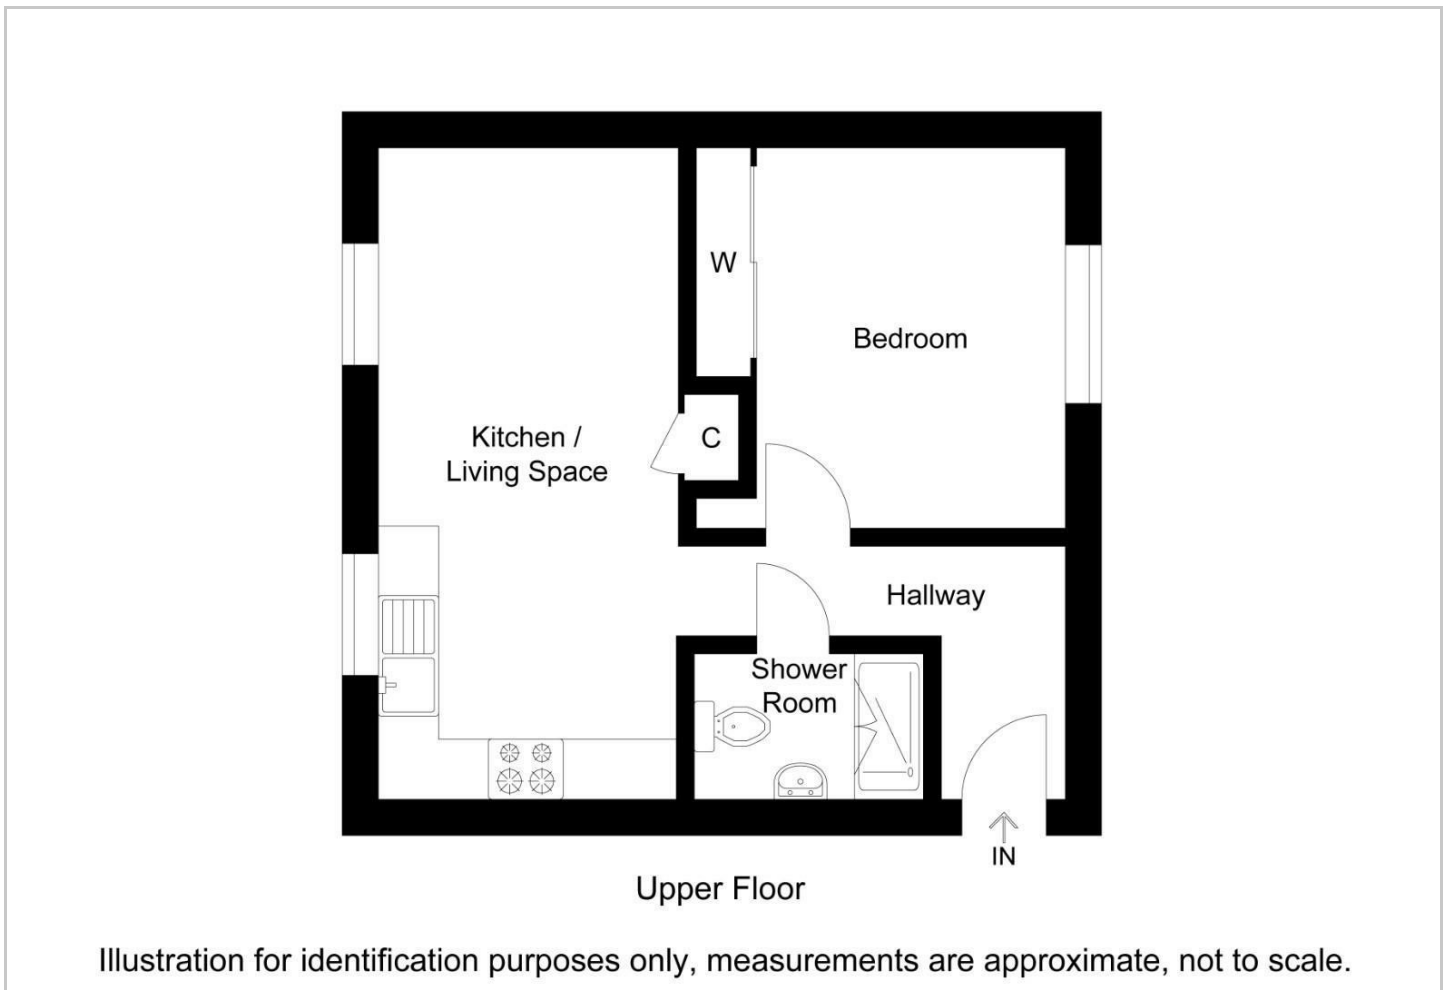 W
Bedroom
Kitchen /
Living Space
C
Hallway
Shower
Room
IN
Upper Floor
Illustration for identification purposes only, measurements are approximate, not to scale.